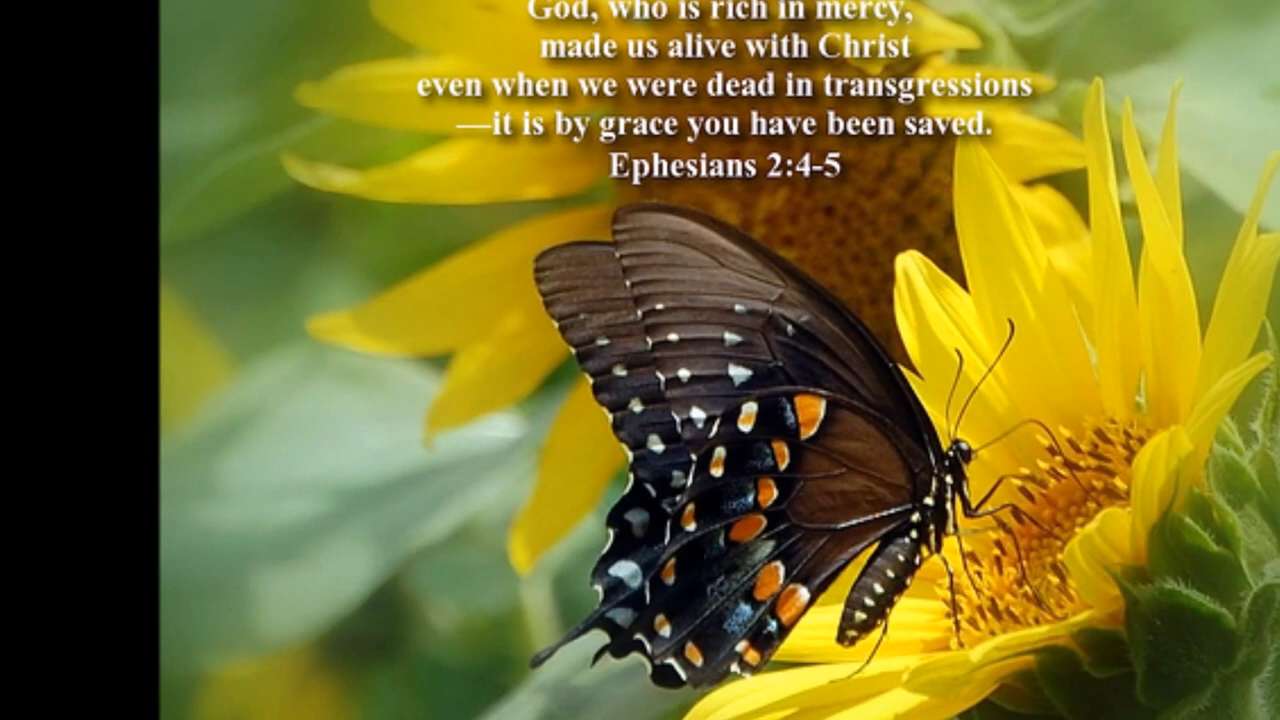 God, who is rich in mercy,
made us alive with Christ
even when we were dead in transgressions
—it is by grace you have been saved.
Ephesians 2:4-5